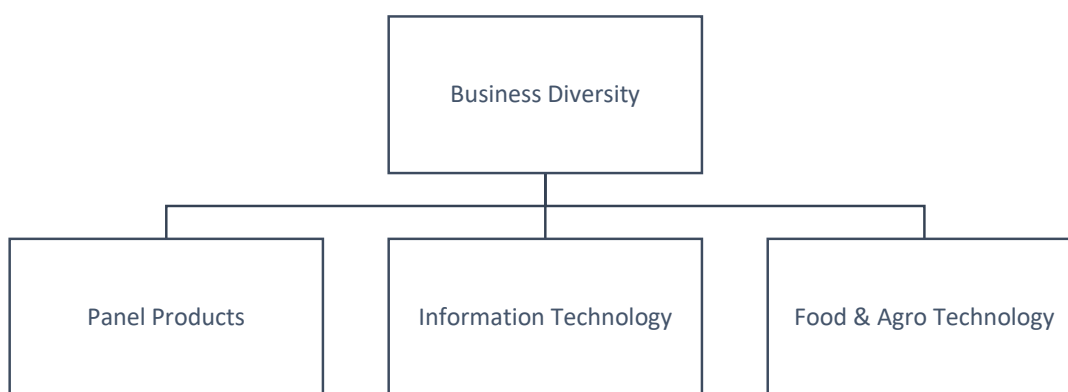 Business Diversity
Panel Products
Information Technology
Food & Agro Technology